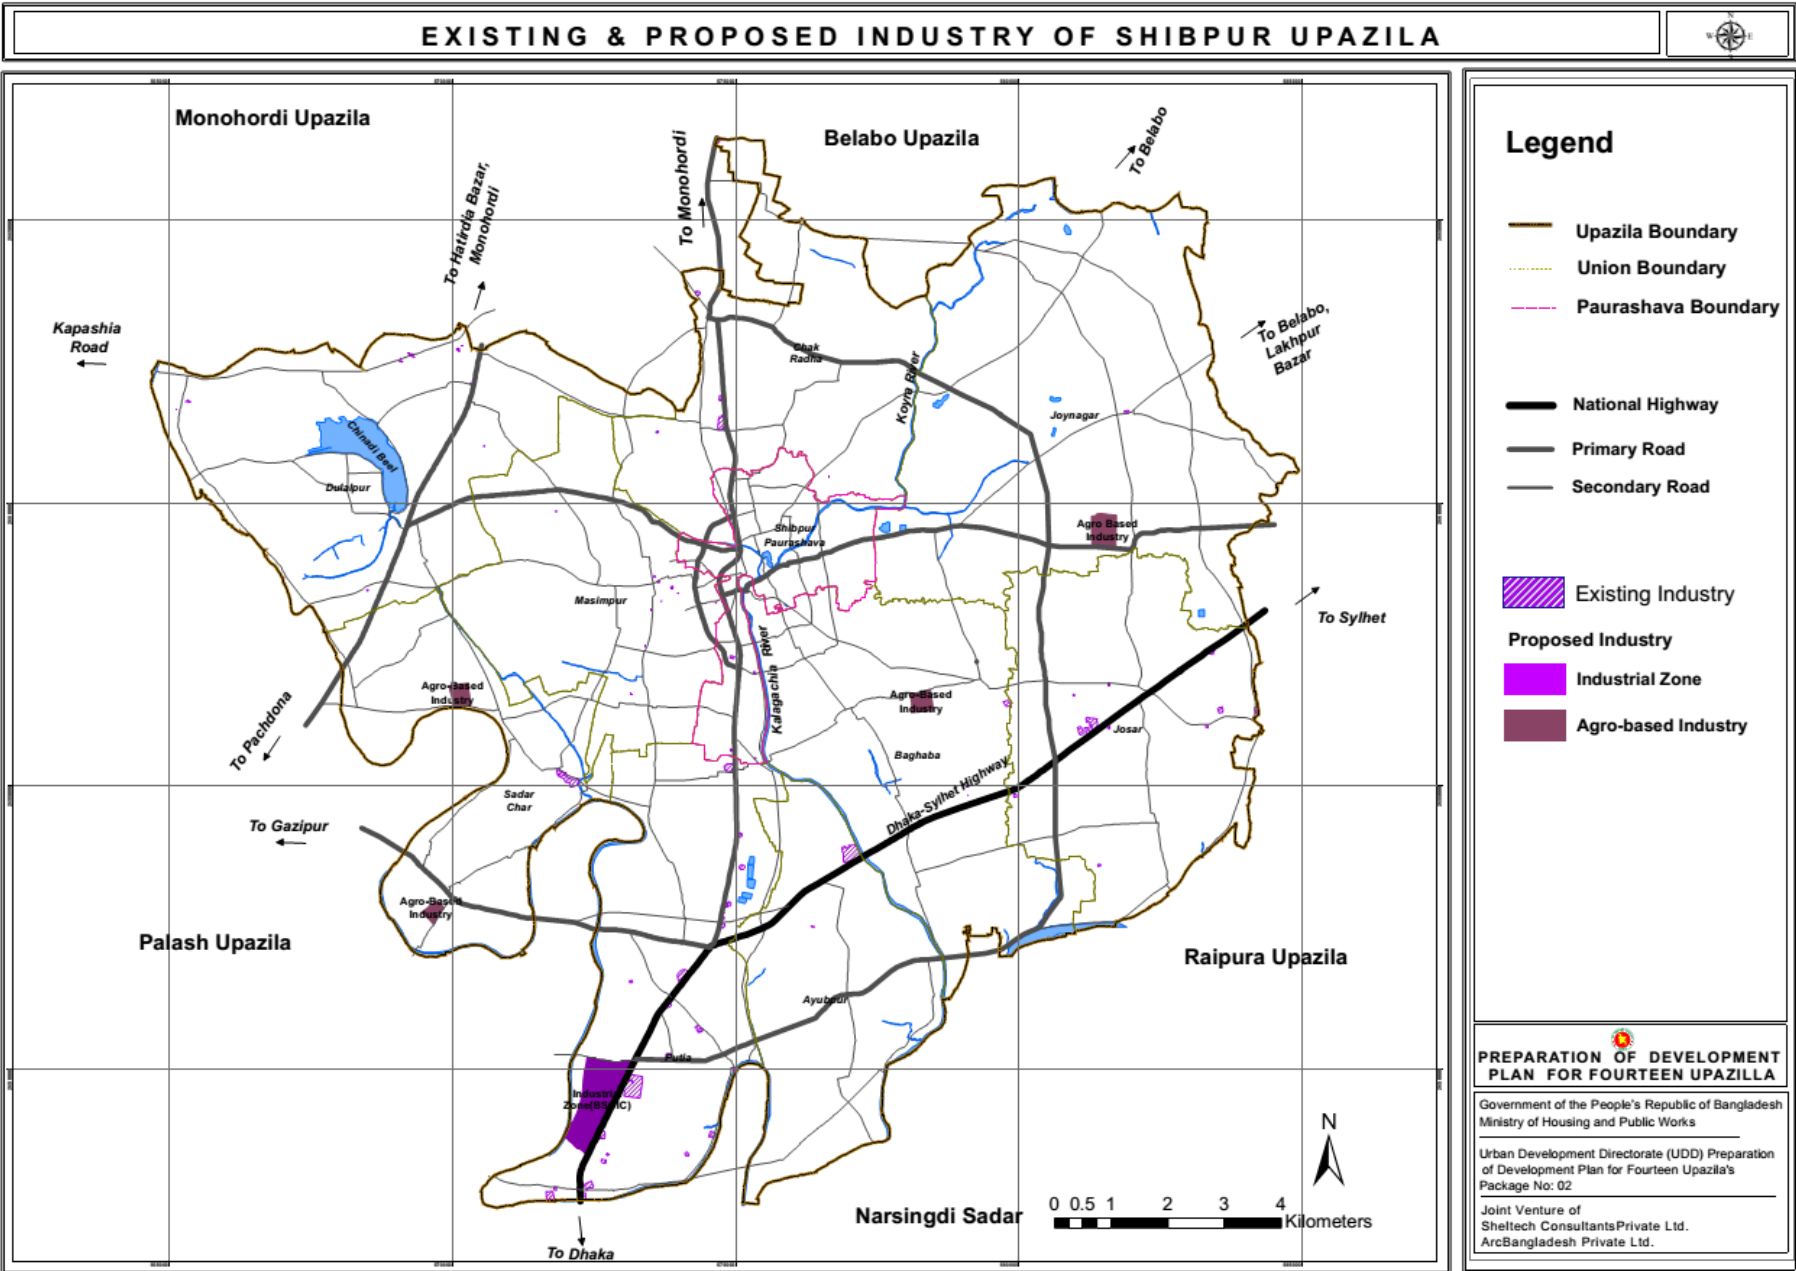 EXISTING & PROPOSED INDUSTRY OF SHIBPUR UPAZILA
N
W
E
Monohordi Upazila
Belabo Upazila
To Monohordi
To Belabo
To Hatirdia Bazar,
Monohordi
Kapashia
Road
To Belabo,
Lakhpur
Bazar
Chak
Radha
Koyra River
Joynagar
Chinadi Beel
Dulalpur
Shibpur
Paurashava
Agro Based
Industry
Masimpur
To Sylhet
River
Kalagachia
Agro-Based
Industry
Agro-Based
Industry
To Pachdona
Josar
Baghaba
Dhaka-Sylhet Highway
Sadar
Char
To Gazipur
Agro-Based
Industry
Palash Upazila
Raipura Upazila
Ayubpur
Putia
Industrial
Zone(BSCIC)
N
0 0.5 1 2 3 4
Kilometers
Narsingdi Sadar
To Dhaka
Legend
Upazila Boundary
Union Boundary
Paurashava Boundary
National Highway
Primary Road
Secondary Road
Existing Industry
Proposed Industry
Industrial Zone
Agro-based Industry
PREPARATION OF DEVELOPMENT
PLAN FOR FOURTEEN UPAZILLA
Government of the People's Republic of Bangladesh
Ministry of Housing and Public Works
Urban Development Directorate (UDD) Preparation
of Development Plan for Fourteen Upazila's
Package No: 02
Joint Venture of
Sheltech ConsultantsPrivate Ltd.
ArcBangladesh Private Ltd.